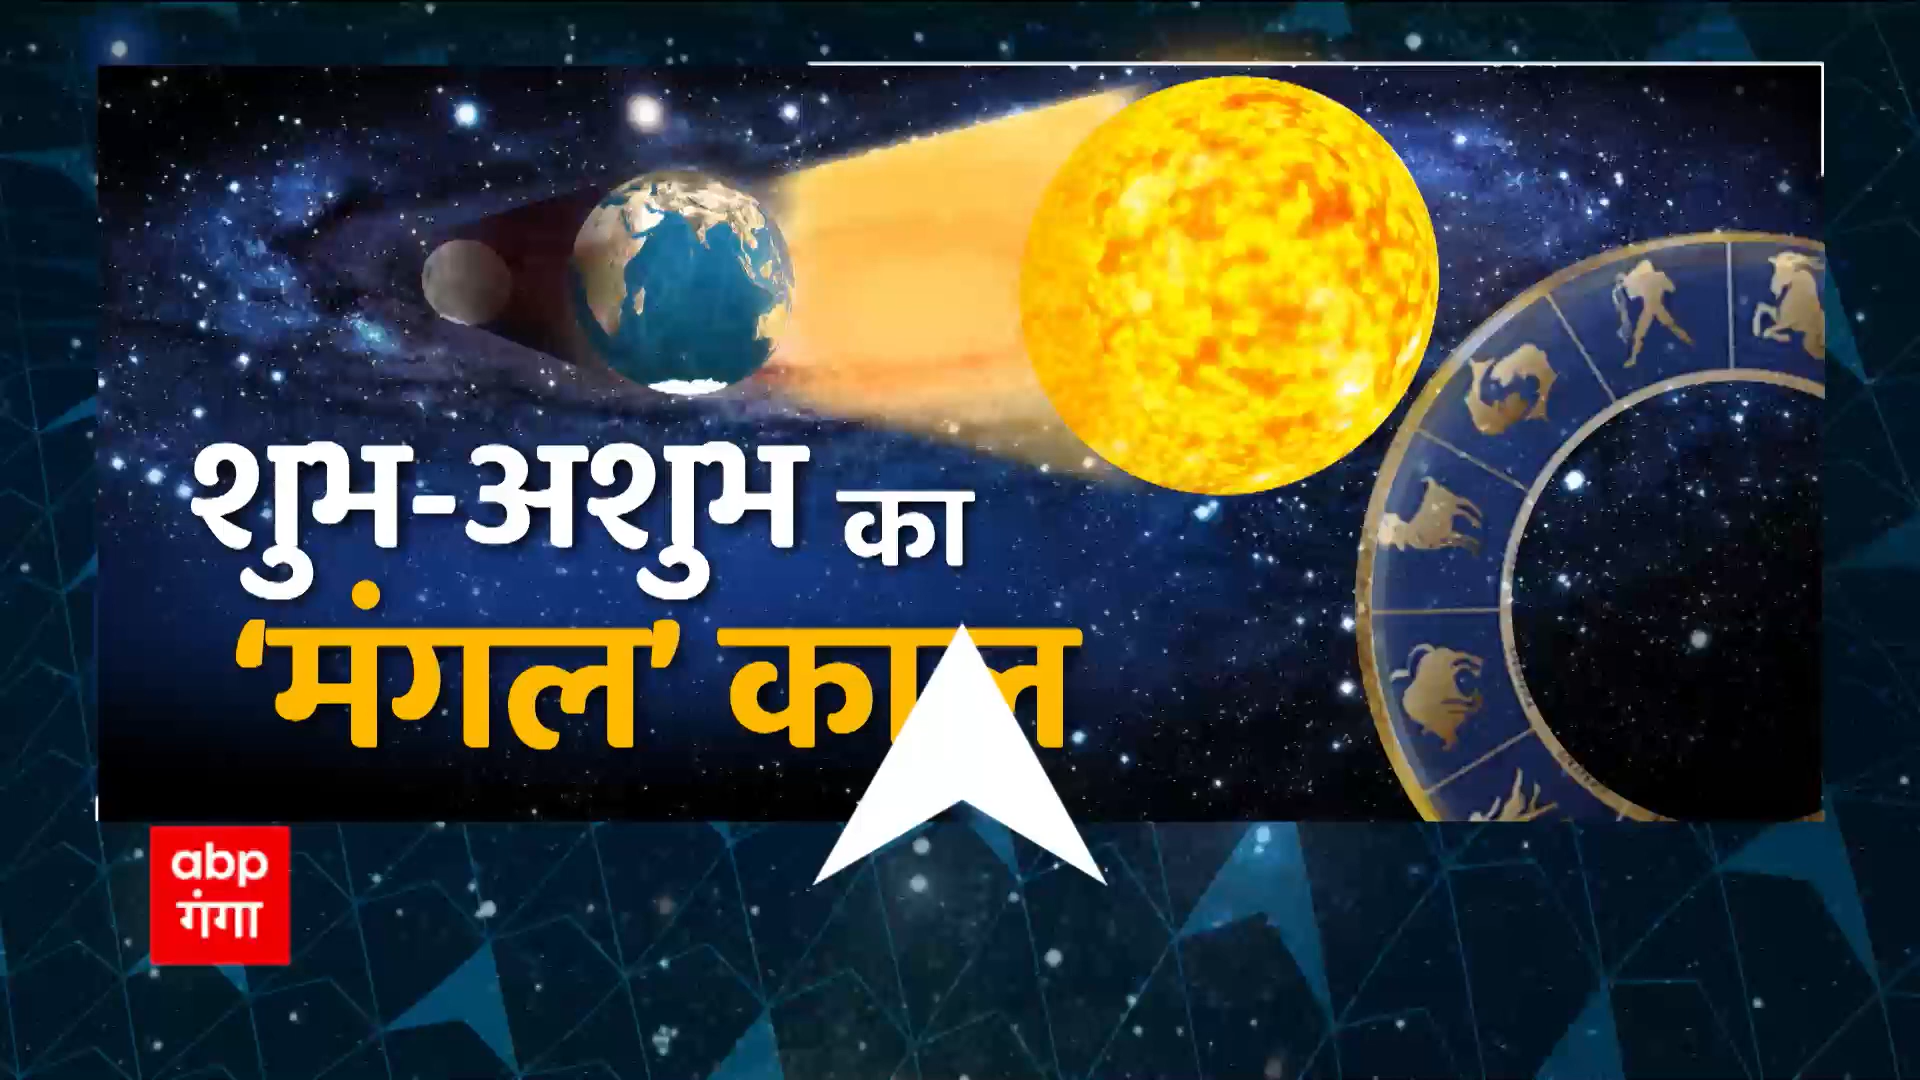 शुभ-अशुभ का
‘मंगल’ काल
abp
गंगा